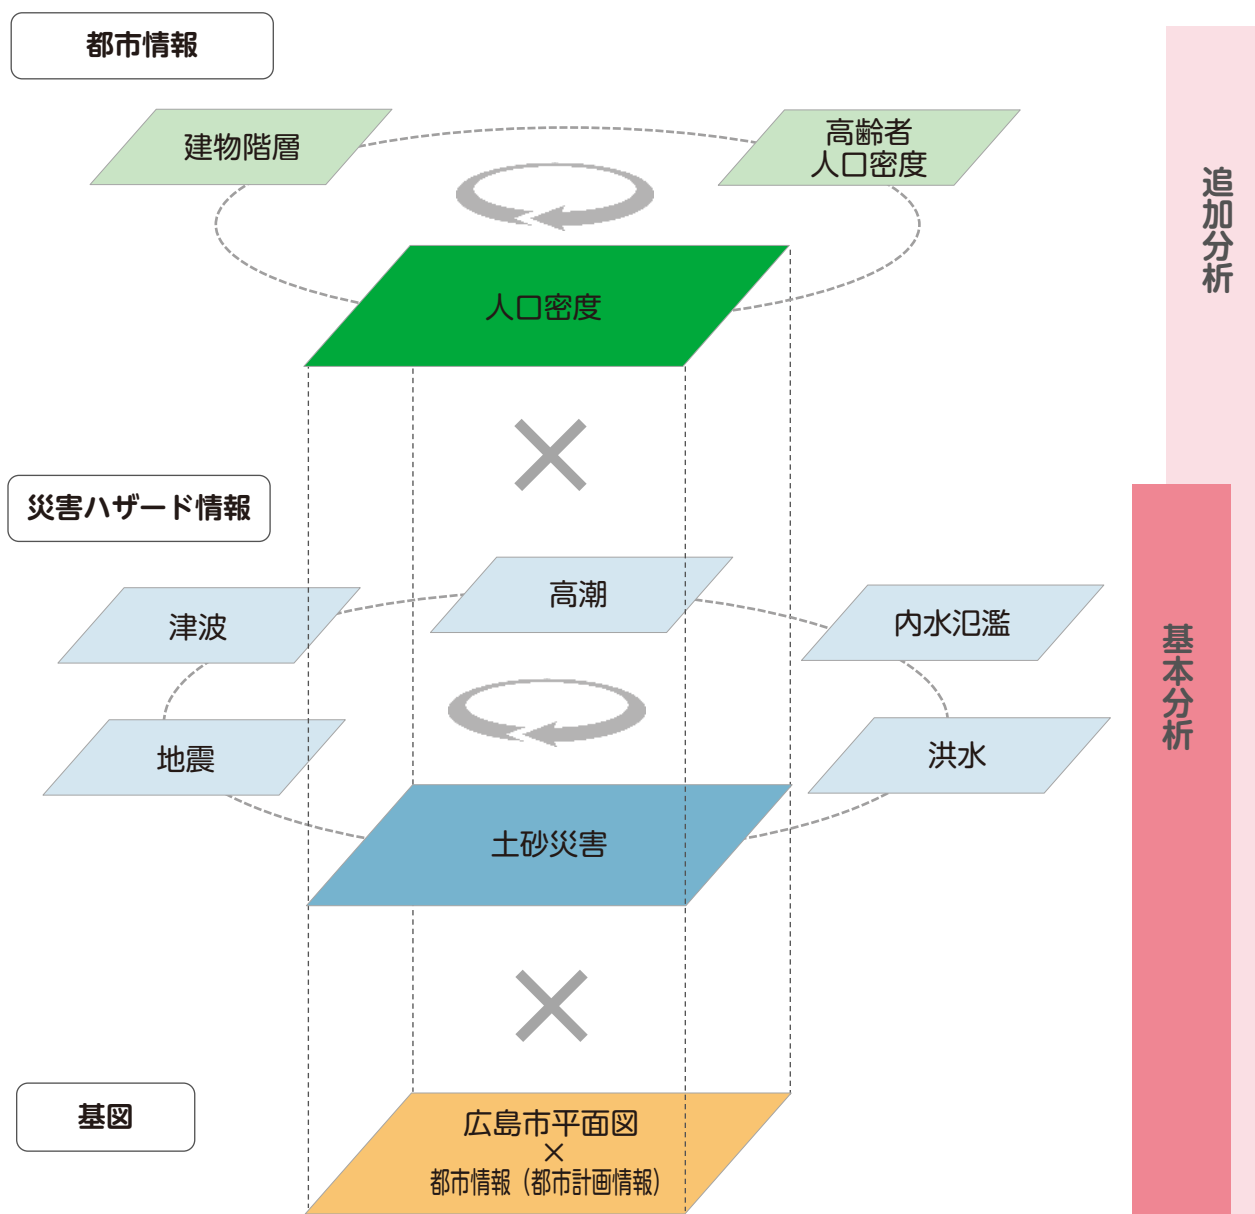 都市情報
建物階層
高齢者
人口密度
人口密度
追加分析
災害ハザード情報
高潮
津波
内水氾濫
地震
洪水
土砂災害
基本分析
基図
広島市平面図
×
都市情報（都市計画情報）